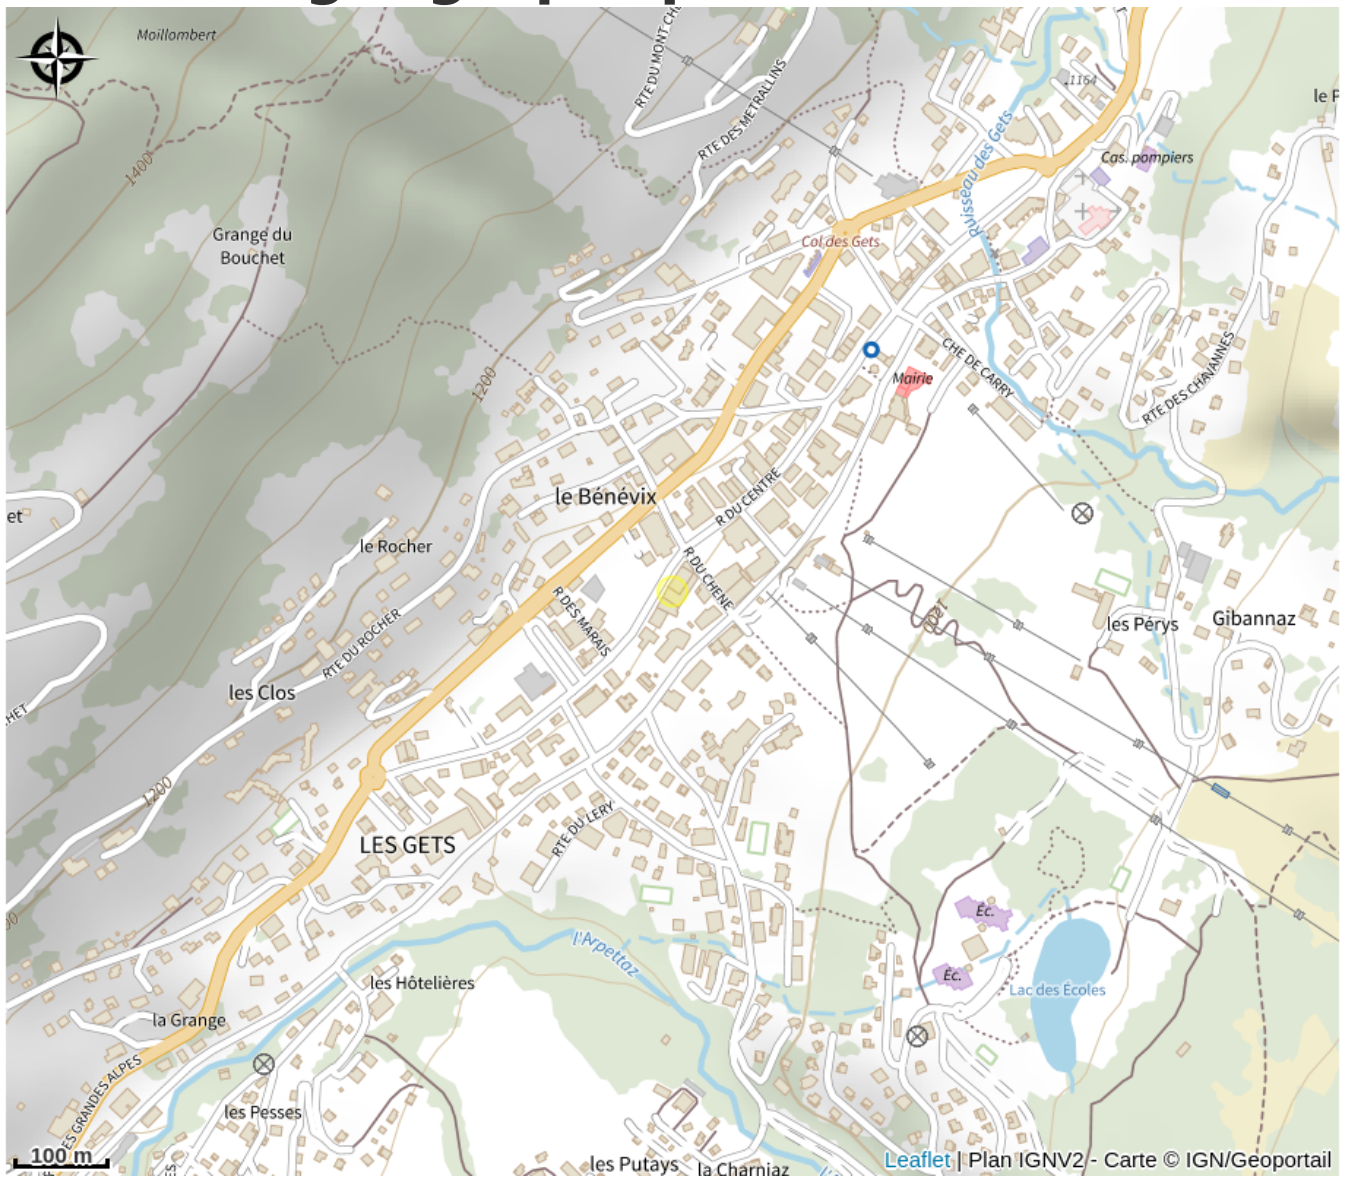 Moillombert
RTE DU MONT CH
RTE DES METRALLINS
.1164
le P
1400
Cas. pompiers
Ruisseau des Gets
Grange du
Bouchet
Col des Gets
1200
CHE DE CARRY
Mairie
RTE DES CHAVANNES
le Bénévix
R DU CENTRE
et
le Rocher
R DU CHENE
R DES MARAIS
1200
les Pérys
Gibannaz
RTE DU ROCHER
les Clos
HET
1200
RTE DU LERY
LES GETS
Éc.
l'Arpettaz
Éc.
les Hôtelières
Lac des Écoles
la Grange
ES GRANDES ALPES
les Pesses
100 m
les Putays
la Charniaz
Leaflet | Plan IGNV2 - Carte © IGN/Geoportail